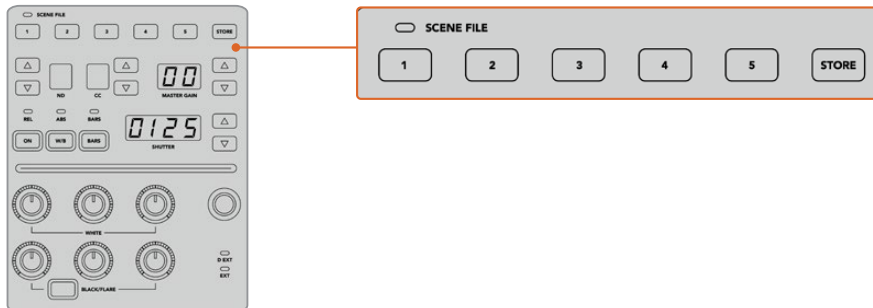 SCENE FILE
1 2 3 4 5 STORE
ND CC 00 MASTER GAIN
REL ABS BARS
ON W/B BARS 0125 SHUTTER
WHITE
D EXT
EXT
BLACK/FLARE
SCENE FILE
1 2 3 4 5 STORE